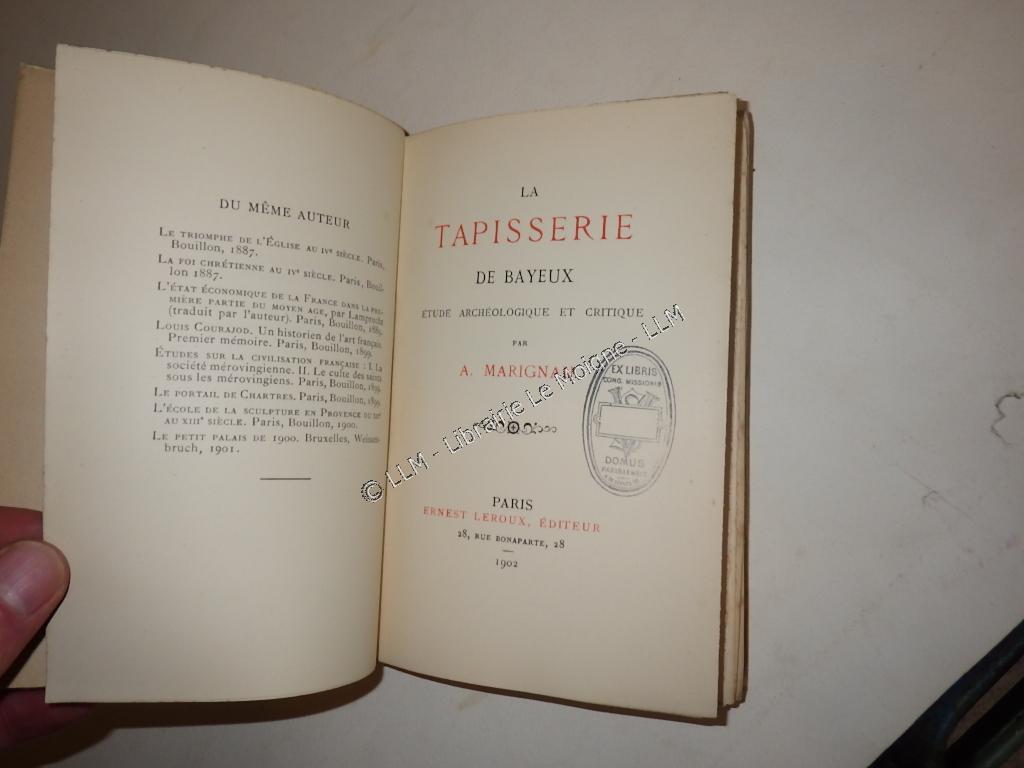 DU MÊME AUTEUR
LE TRIOMPHE DE L'ÉGLISE AU IVe SIÈCLE. Paris,
Bouillon, 1887.
LA FOI CHRÉTIENNE AU IVe SIÈCLE. Paris, Bouil-
lon 1887.
L'ÉTAT ÉCONOMIQUE DE LA FRANCE DANS LA PRE-
MIÈRE PARTIE DU MOYEN AGE, par Lamprecht
(traduit par l'auteur). Paris, Bouillon, 1889.
LOUIS COURAJOD. Un historien de l'art français.
Premier mémoire. Paris, Bouillon, 1899.
ÉTUDES SUR LA CIVILISATION FRANÇAISE : I. La
société mérovingienne. II. Le culte des saints
sous les mérovingiens. Paris, Bouillon, 1899.
LE PORTAIL DE CHARTRES. Paris, Bouillon,
L'ÉCOLE DE LA SCULPTURE EN PROVENCE DU XIIe
AU XIIIe SIÈCLE. Paris, Bouillon, 1900.
LE PETIT PALAIS DE 1900. Bruxelles, Weissen-
bruch, 1901.
LA
TAPISSERIE
DE BAYEUX
ÉTUDE ARCHÉOLOGIQUE ET CRITIQUE
PAR
A. MARIGNAN
PARIS
ERNEST LEROUX, ÉDITEUR
28, RUE BONAPARTE, 28
1902
EX LIBRIS
CONG. MISSIONIS
DOMUS
PARISIENSIS
© LLM - Librairie Le Moigne - LLM